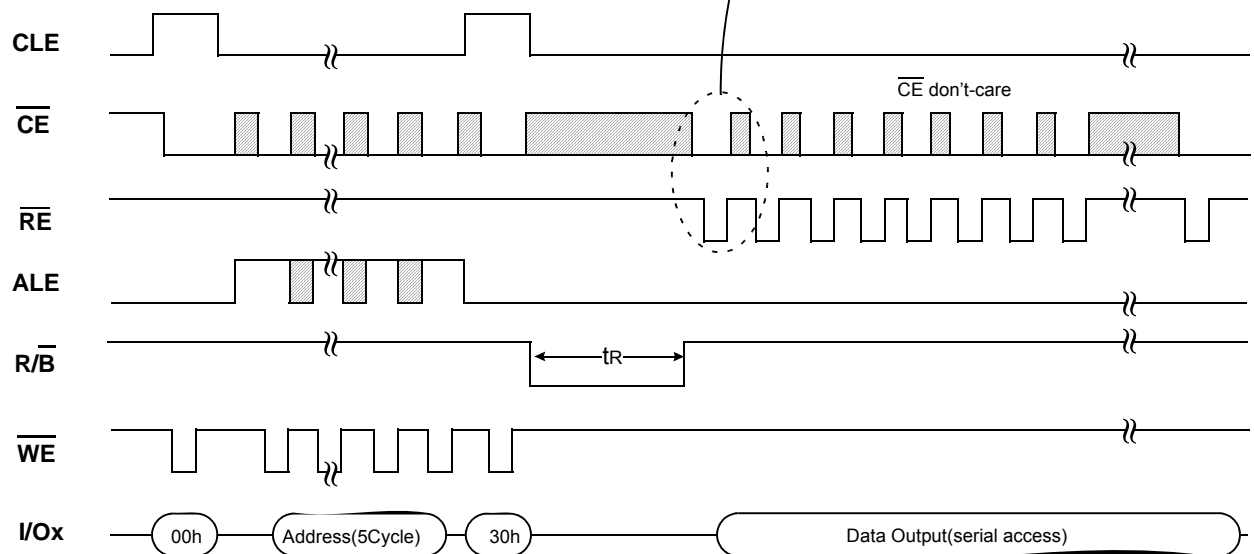 CLE
CE don't-care
CE
RE
ALE
R/B
tR
WE
I/Ox
00h
Address(5Cycle)
30h
Data Output(serial access)